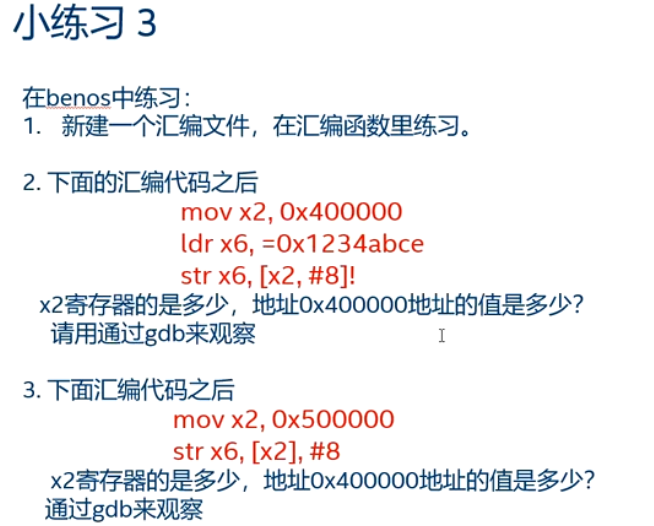 小练习 3
在benos中练习：
1. 新建一个汇编文件，在汇编函数里练习。
2. 下面的汇编代码之后
mov x2, 0x400000
ldr x6, =0x1234abce
str x6, [x2, #8]!
x2寄存器的是多少，地址0x400000地址的值是多少？
请用通过gdb来观察
3. 下面汇编代码之后
mov x2, 0x500000
str x6, [x2], #8
x2寄存器的是多少，地址0x400000地址的值是多少？
通过gdb来观察